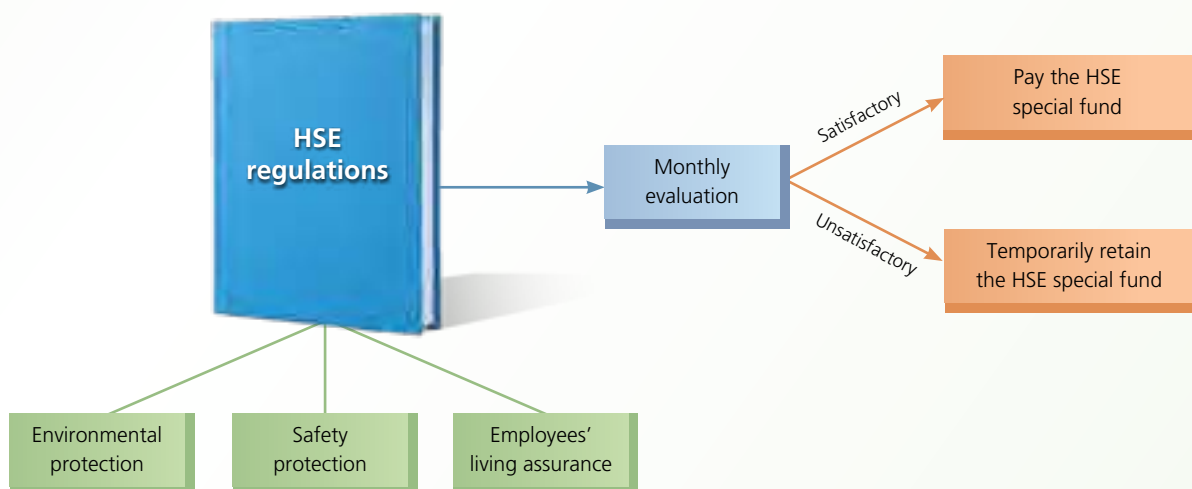 HSE
regulations
Monthly
evaluation
Satisfactory
Unsatisfactory
Pay the HSE
special fund
Temporarily retain
the HSE special fund
Environmental
protection
Safety
protection
Employees’
living assurance